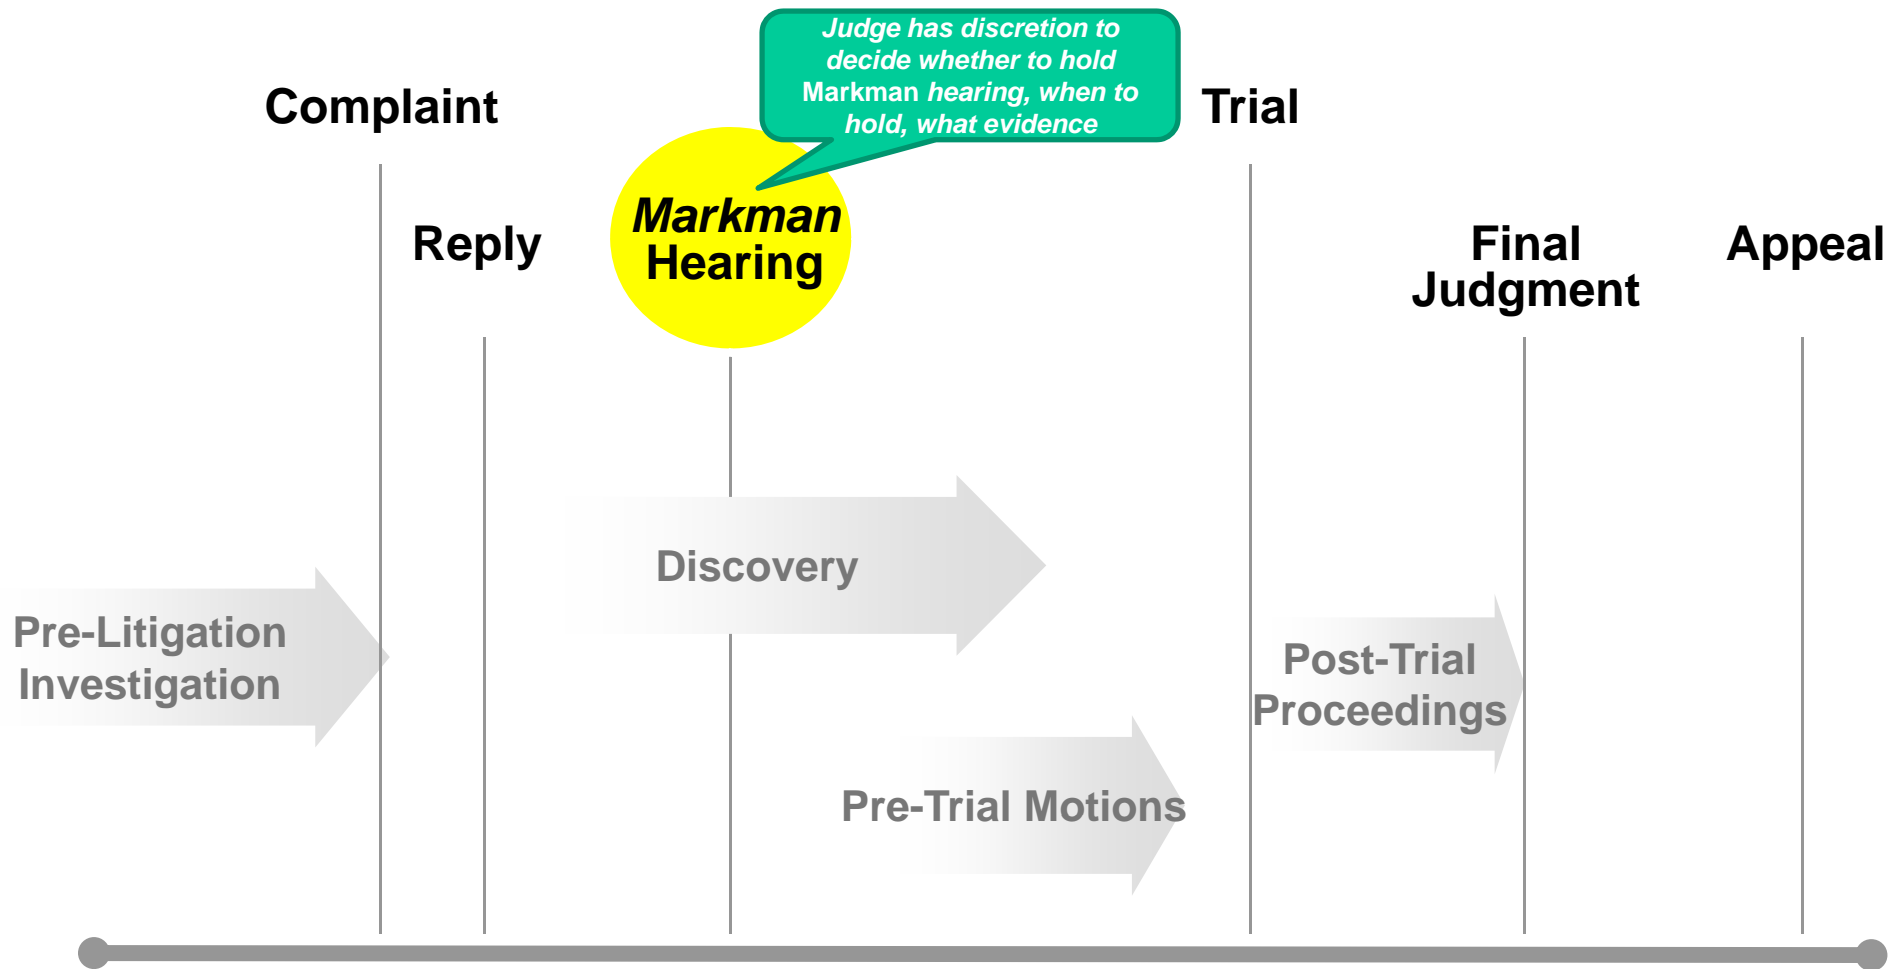 Judge has discretion to
decide whether to hold
Markman hearing, when to
hold, what evidence
Complaint
Trial
Reply
Markman
Hearing
Final
Judgment
Appeal
Discovery
Pre-Litigation
Investigation
Post-Trial
Proceedings
Pre-Trial Motions